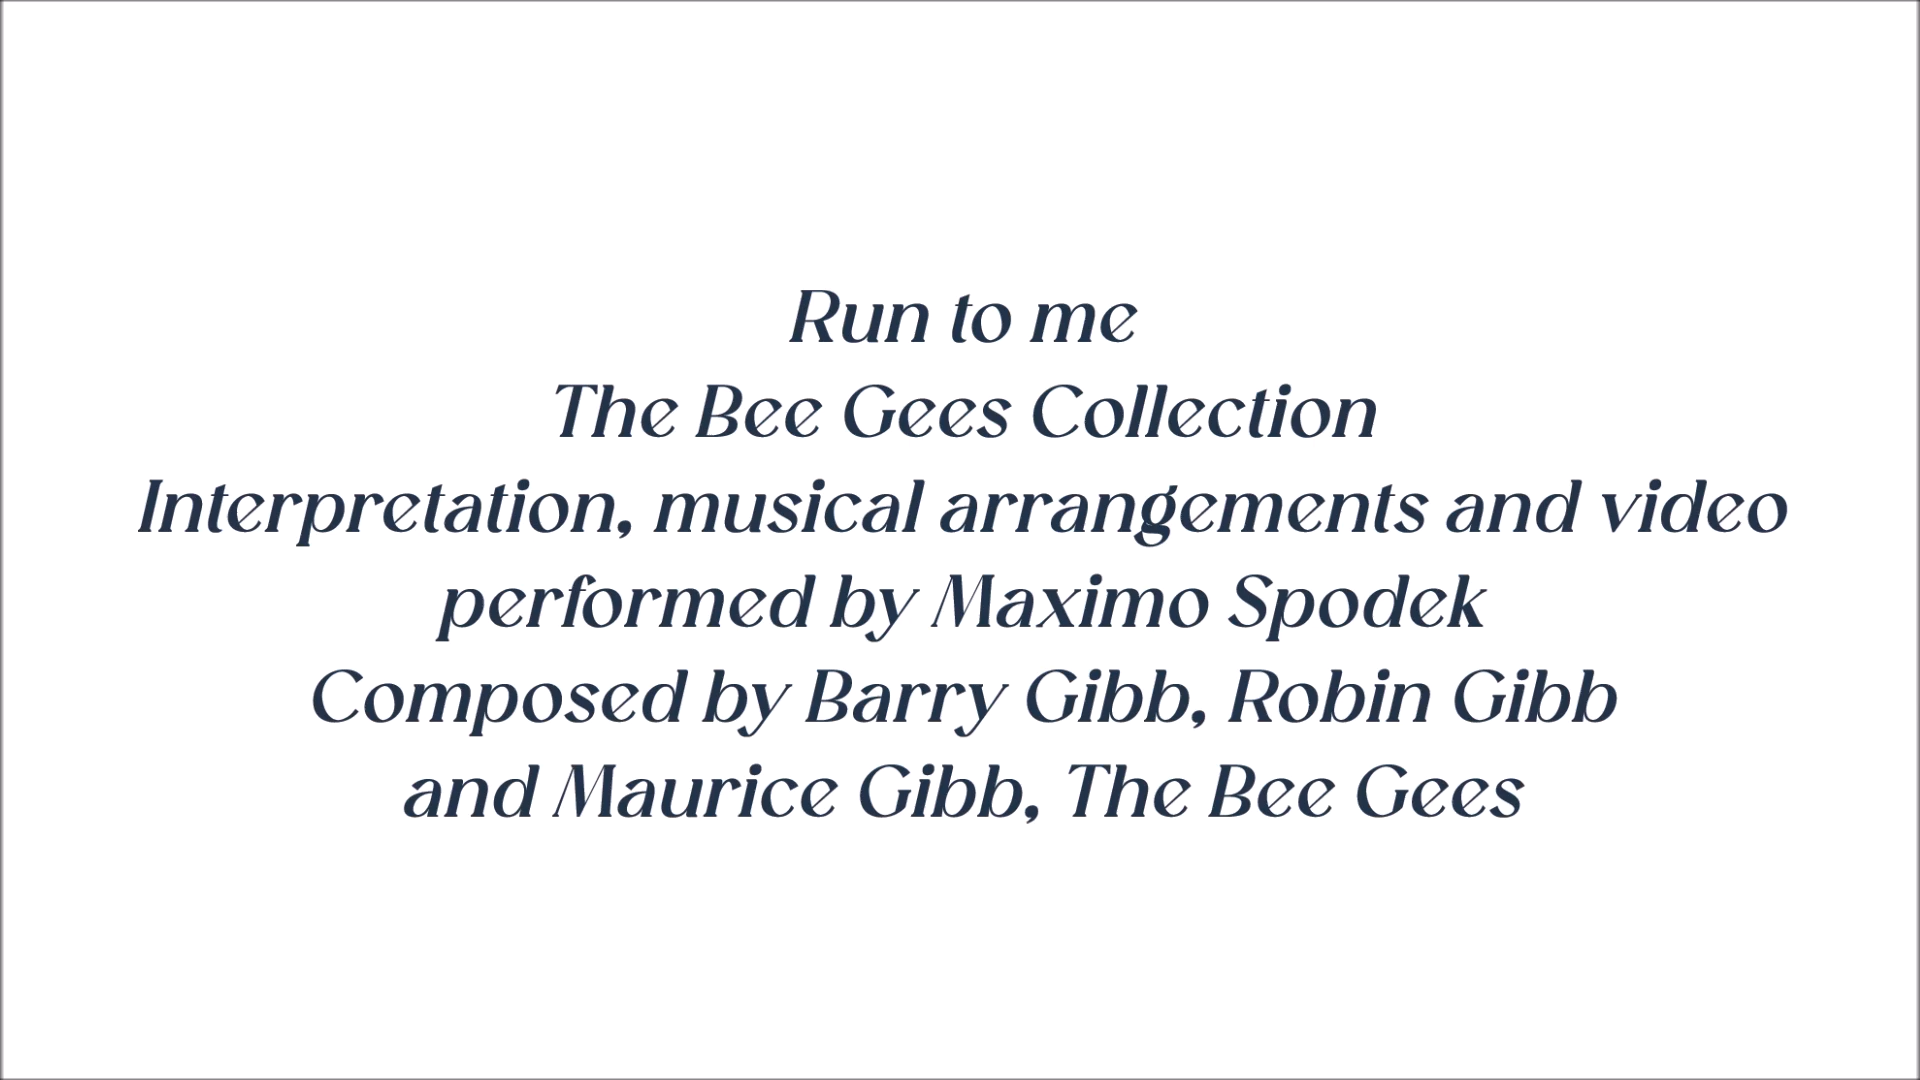 Run to me
The Bee Gees Collection
Interpretation, musical arrangements and video
performed by Maximo Spodek
Composed by Barry Gibb, Robin Gibb
and Maurice Gibb, The Bee Gees